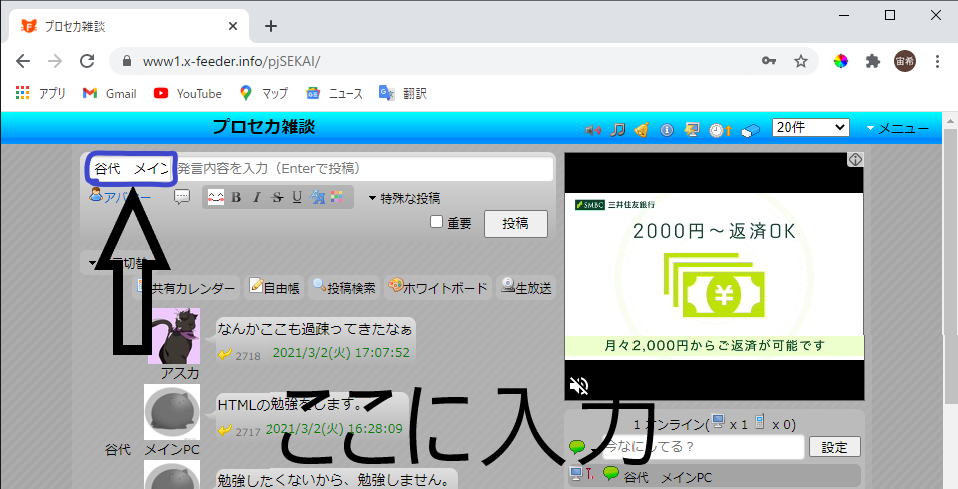 プロセカ雑談
www1.x-feeder.info/pjSEKAI/
宙希
アプリ Gmail YouTube マップ ニュース 翻訳
プロセカ雑談
20件 メニュー
谷代 メイン 発言内容を入力（Enterで投稿）
アバター
B I S U
特殊な投稿
重要 投稿
共有カレンダー 自由帳 投稿検索 ホワイトボード 生放送
なんかここも過疎ってきたなぁ
2718 2021/3/2(火) 17:07:52
アスカ
HTMLの勉強をします。
2717 2021/3/2(火) 16:28:09
谷代 メインPC
勉強したくないから、勉強しません。
ここに入力
SMBC 三井住友銀行
2000円〜返済OK
月々2,000円からご返済が可能です
1 オンライン( x 1 x 0)
今なにしてる？ 設定
谷代 メインPC